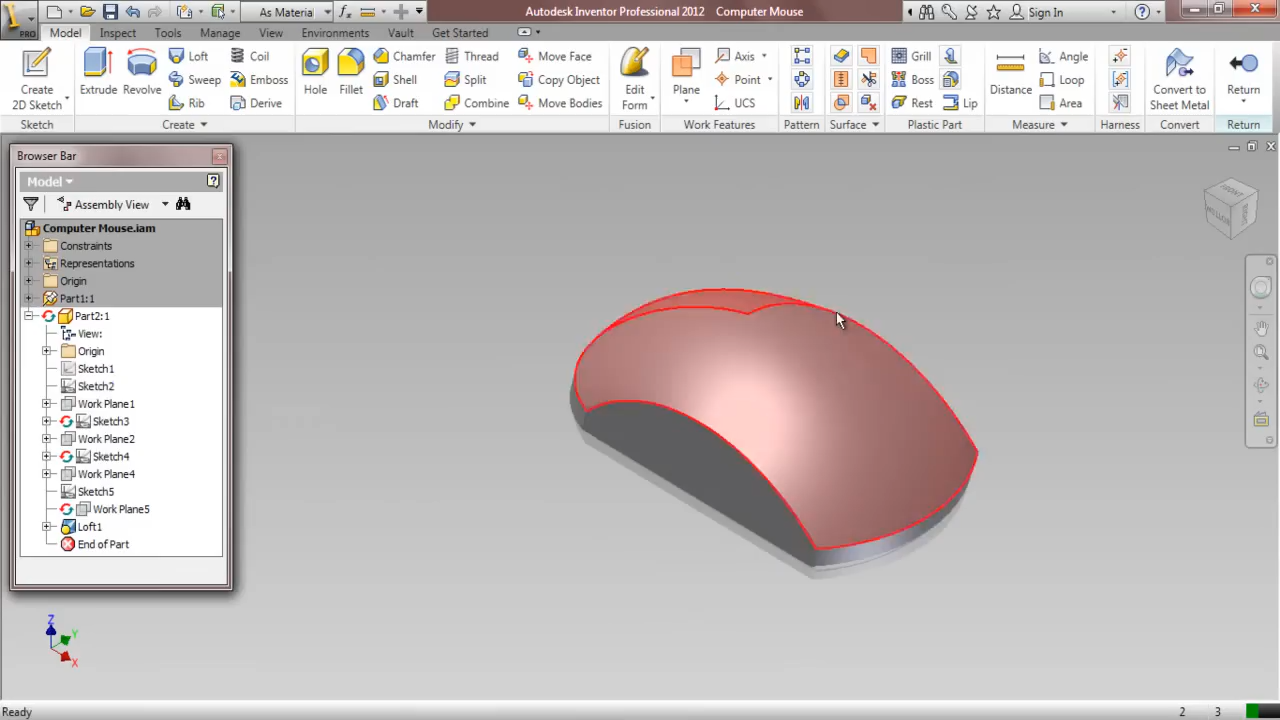 As Material
Autodesk Inventor Professional 2012 Computer Mouse
Sign In
PRO
Model Inspect Tools Manage View Environments Vault Get Started
Create 2D Sketch
Extrude
Revolve
Loft
Sweep
Rib
Coil
Emboss
Derive
Hole
Fillet
Chamfer
Shell
Draft
Thread
Split
Combine
Move Face
Copy Object
Move Bodies
Edit Form
Plane
Axis
Point
UCS
Grill
Boss
Rest
Lip
Distance
Angle
Loop
Area
Convert to Sheet Metal
Return
Sketch Create Modify Fusion Work Features Pattern Surface Plastic Part Measure Harness Convert Return
Browser Bar
Model
Assembly View
Computer Mouse.iam
Constraints
Representations
Origin
Part1:1
Part2:1
View:
Origin
Sketch1
Sketch2
Work Plane1
Sketch3
Work Plane2
Sketch4
Work Plane4
Sketch5
Work Plane5
Loft1
End of Part
Z
Y
X
FRONT
Ready
2 3